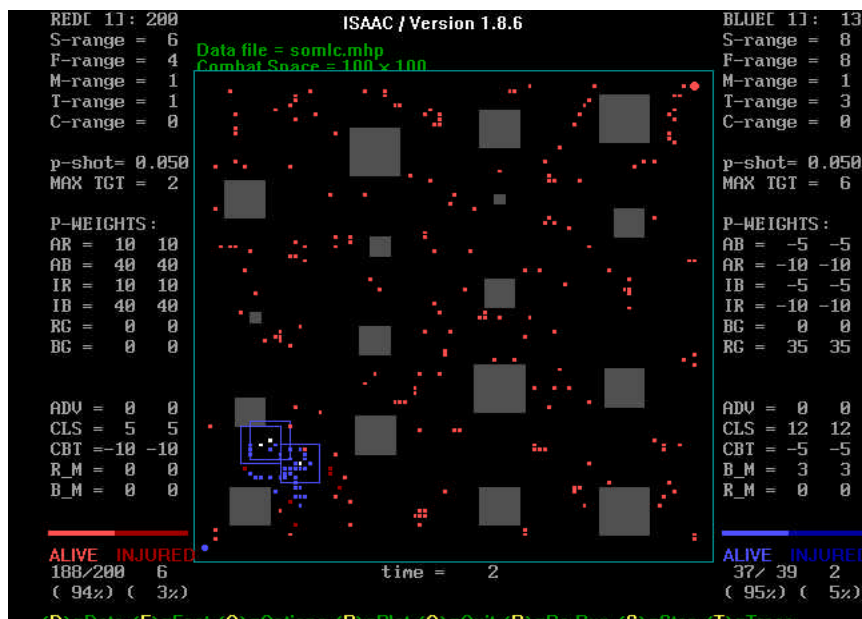 ISAAC / Version 1.8.6
Data file = somlc.mhp
Combat Space = 100 x 100
RED[ 1]: 200
S-range = 6
F-range = 4
M-range = 1
T-range = 1
C-range = 0
p-shot= 0.050
MAX TGT = 2
P-WEIGHTS:
AR = 10 10
AB = 40 40
IR = 10 10
IB = 40 40
RG = 0 0
BG = 0 0
ADV = 0 0
CLS = 5 5
CBT =-10 -10
R_M = 0 0
B_M = 0 0
ALIVE INJURED
188/200 6
( 94%) ( 3%)
time = 2
BLUE[ 1]: 13
S-range = 8
F-range = 8
M-range = 1
T-range = 3
C-range = 0
p-shot= 0.050
MAX TGT = 6
P-WEIGHTS:
AB = -5 -5
AR = -10 -10
IB = -5 -5
IR = -10 -10
BG = 0 0
RG = 35 35
ADV = 0 0
CLS = 12 12
CBT = -5 -5
B_M = 3 3
R_M = 0 0
ALIVE INJURED
37/ 39 2
( 95%) ( 5%)